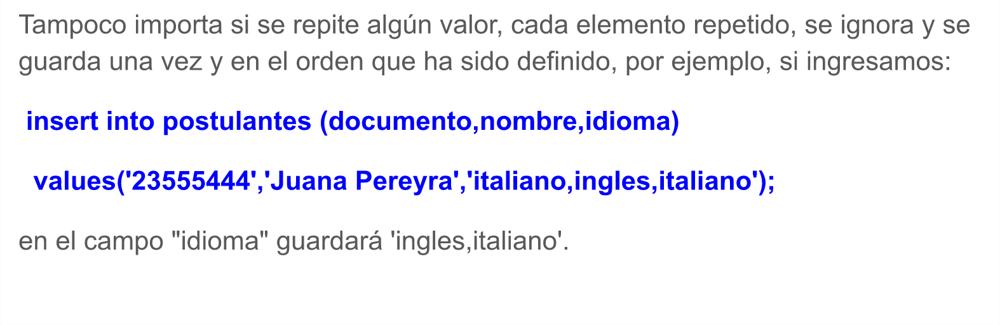 Tampoco importa si se repite algún valor, cada elemento repetido, se ignora y se
guarda una vez y en el orden que ha sido definido, por ejemplo, si ingresamos:
insert into postulantes (documento,nombre,idioma)
values('23555444','Juana Pereyra','italiano,ingles,italiano');
en el campo "idioma" guardará 'ingles,italiano'.